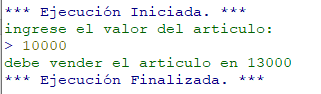 *** Ejecución Iniciada. ***
ingrese el valor del articulo:
> 10000
debe vender el articulo en 13000
*** Ejecución Finalizada. ***